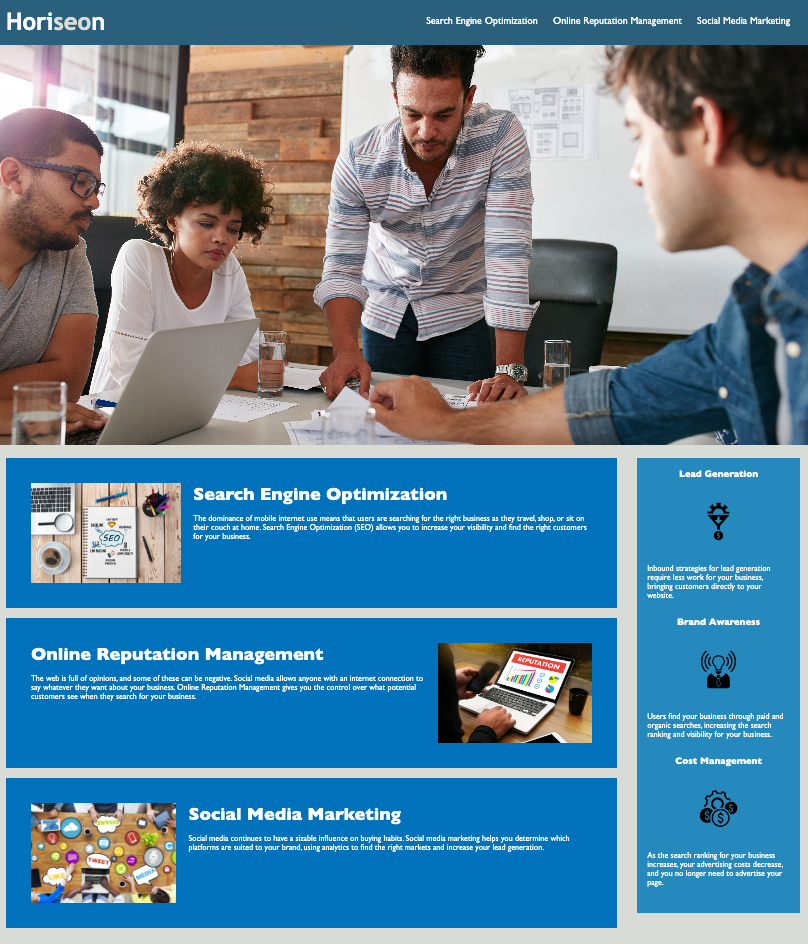 Horiseon
Search Engine Optimization
Online Reputation Management
Social Media Marketing
Search Engine Optimization
The dominance of mobile internet use means that users are searching for the right business as they travel, shop, or sit on
their couch at home. Search Engine Optimization (SEO) allows you to increase your visibility and find the right customers
for your business.
SEO
Online Reputation Management
The web is full of opinions, and some of these can be negative. Social media allows anyone with an internet connection to
say whatever they want about your business. Online Reputation Management gives you the control over what potential
customers see when they search for your business.
REPUTATION
Social Media Marketing
Social media continues to have a sizable influence on buying habits. Social media marketing helps you determine which
platforms are suited to your brand, using analytics to find the right markets and increase your lead generation.
TWEET
LIKE
MEDIA
Lead Generation
Inbound strategies for lead generation
require less work for your business,
bringing customers directly to your
website.
Brand Awareness
Users find your business through paid and
organic searches, increasing the search
ranking and visibility for your business.
Cost Management
As the search ranking for your business
increases, your advertising costs decrease,
and you no longer need to advertise your
page.